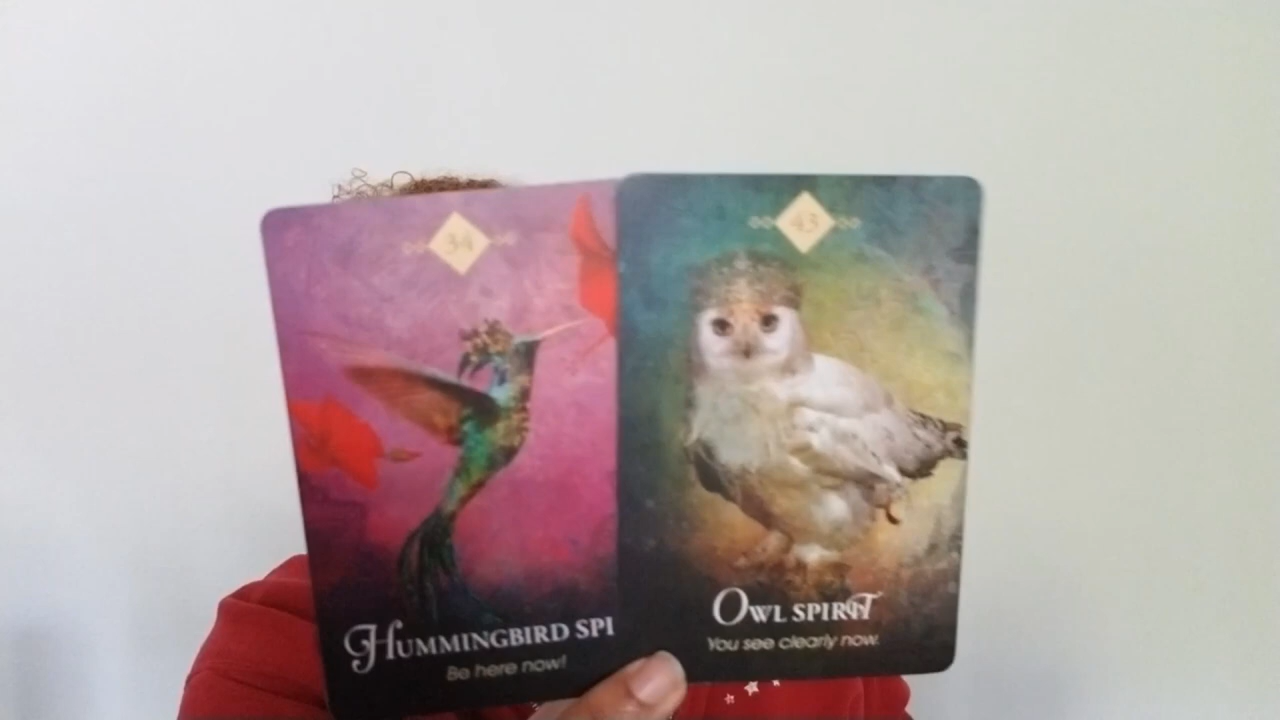 34
HUMMINGBIRD SPI
Be here now!
43
OWL SPIRIT
You see clearly now.